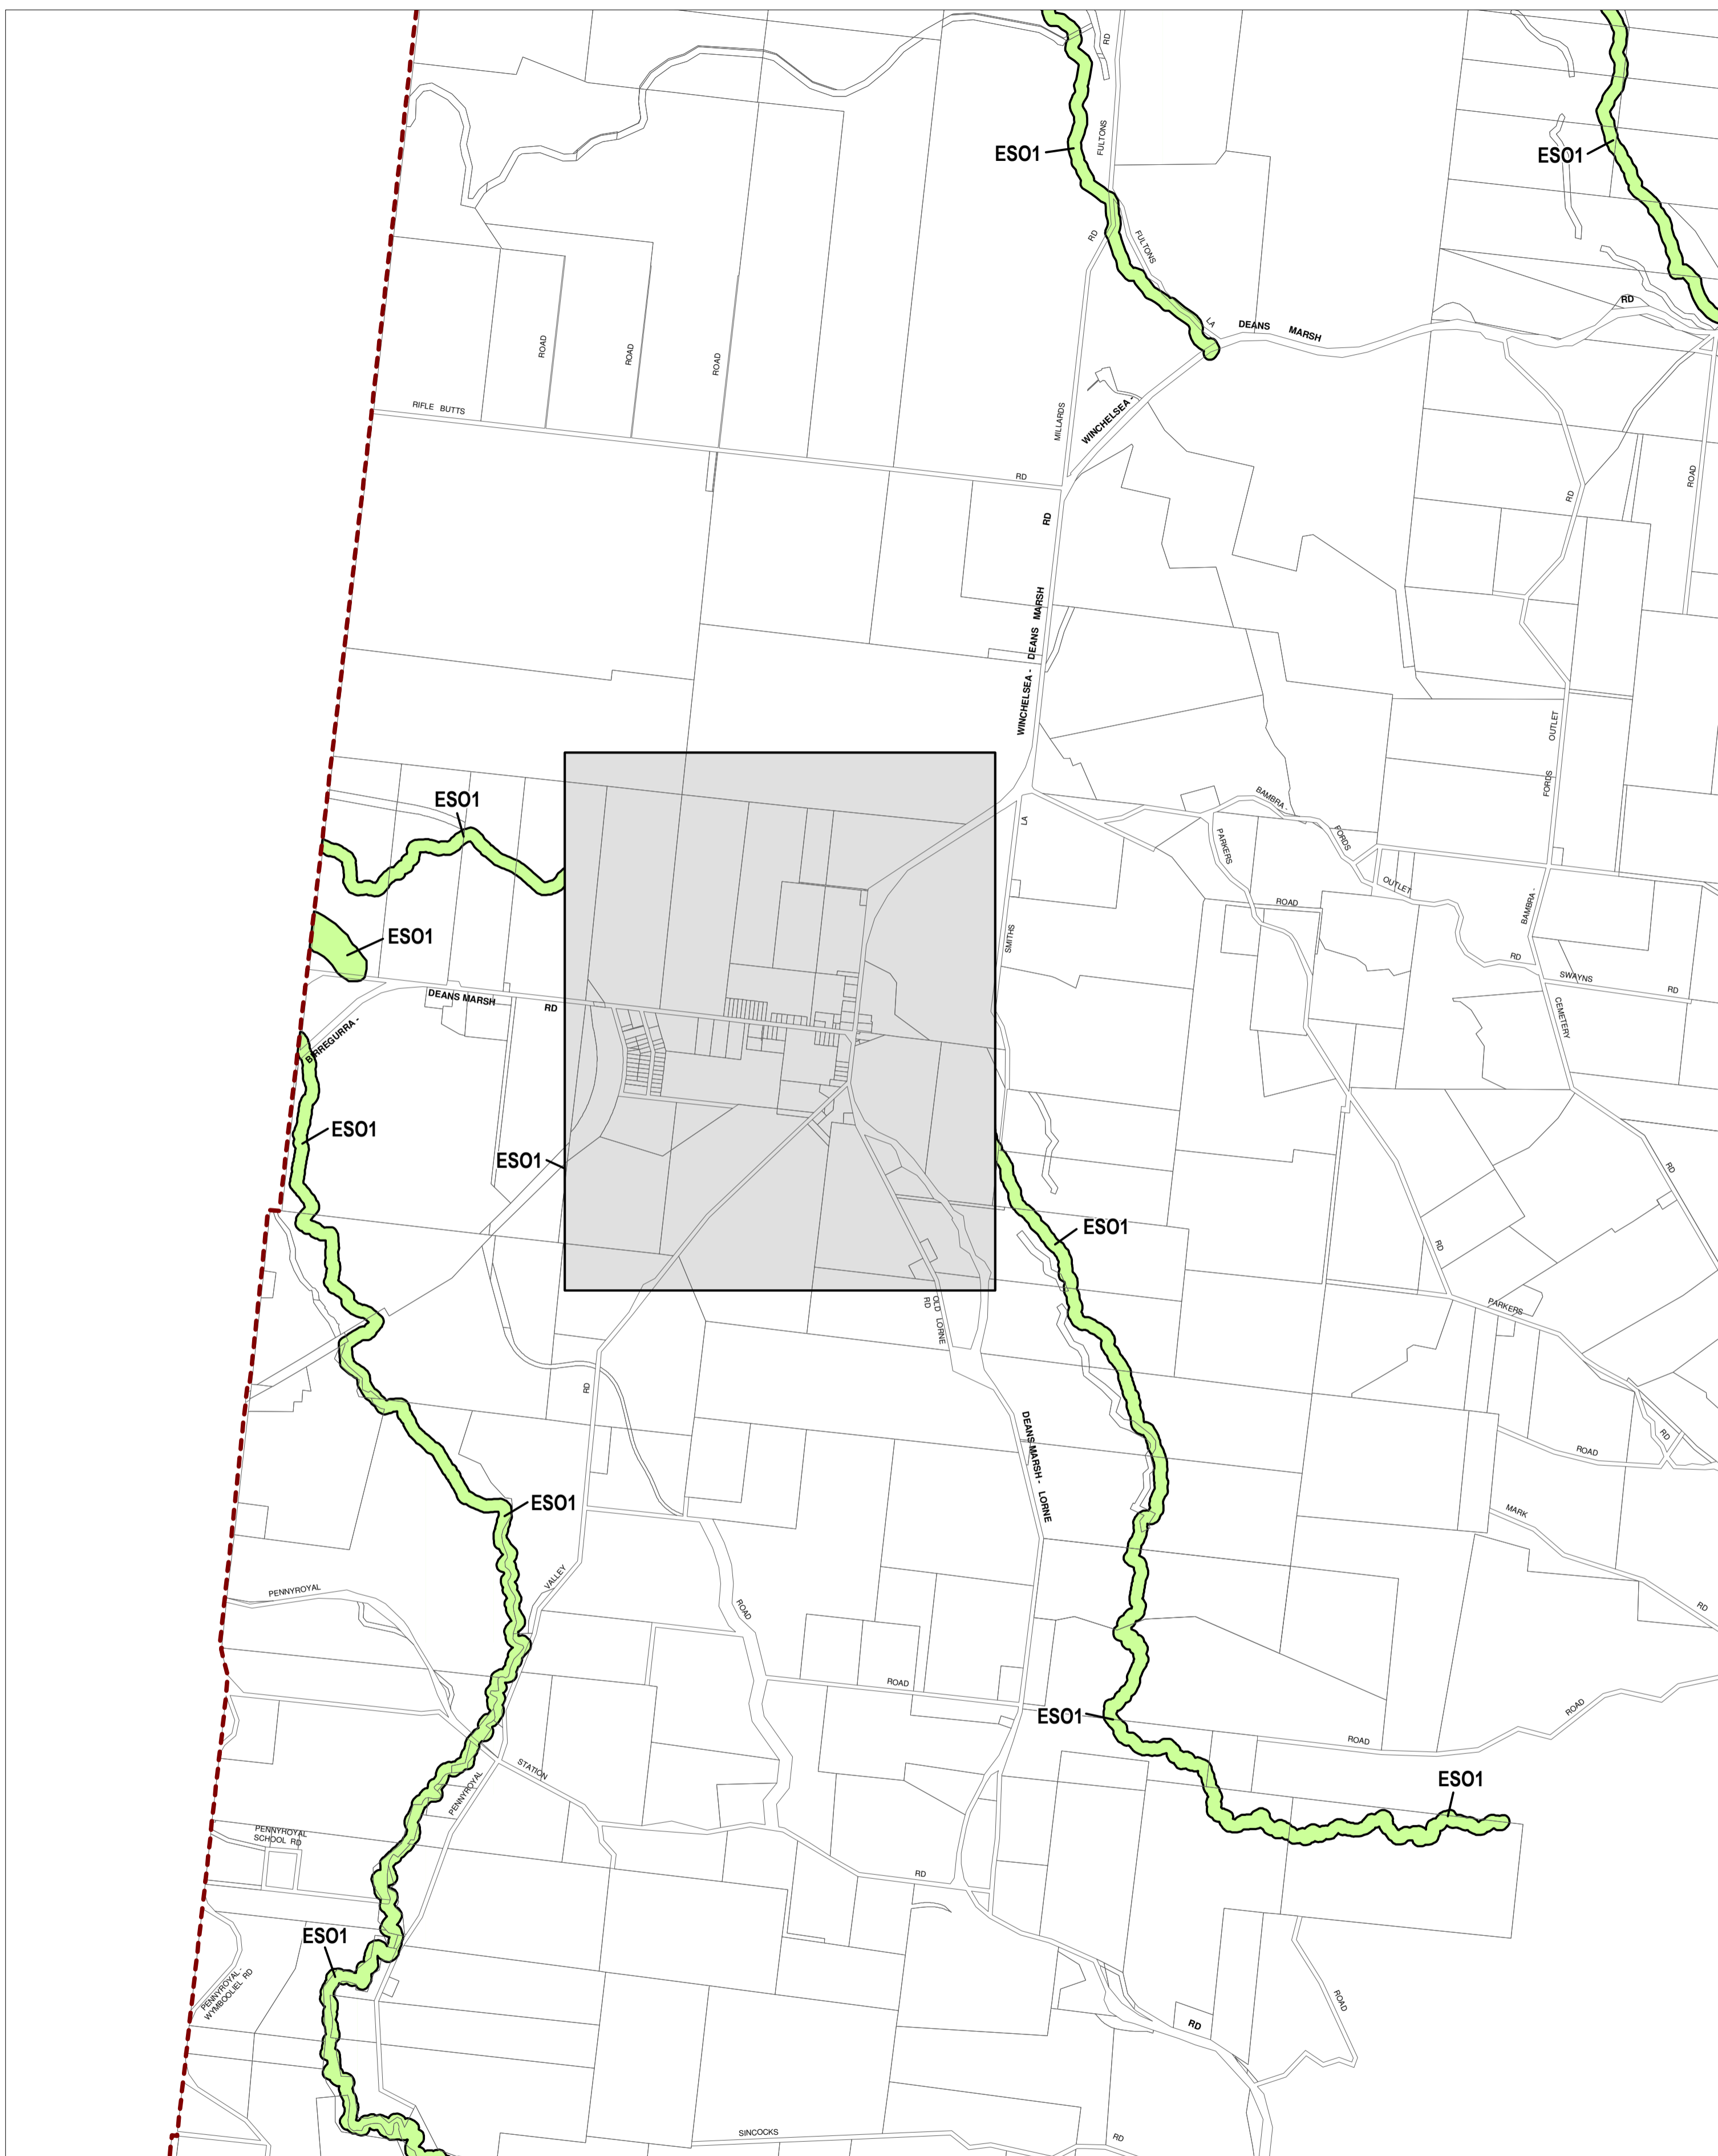 RD
ESO1
FULTONS
ESO1
RD
FULTONS
LA
DEANS MARSH
RD
ROAD
ROAD
ROAD
RIFLE BUTTS
MILLARDS
WINCHELSEA -
RD
RD
RD
ROAD
WINCHELSEA - DEANS MARSH
OUTLET
FORDS
ESO1
LA
BAMBRA -
FORDS
PARKERS
OUTLET
ROAD
BAMBRA -
ESO1
SMITHS
RD
SWAYNS
RD
DEANS MARSH
RD
BIRREGURRA -
CEMETERY
ESO1
ESO1
RD
ESO1
RD
OLD LORNE
RD
PARKERS
RD
DEANS MARSH - LORNE
RD
ROAD
ESO1
MARK
VALLEY
PENNYROYAL
ROAD
RD
ROAD
ROAD
ESO1
ROAD
STATION
PENNYROYAL
ESO1
PENNYROYAL
SCHOOL RD
RD
ESO1
PENNYROYAL -
WYMBOOLIEL RD
ROAD
RD
SINCOCKS
RD